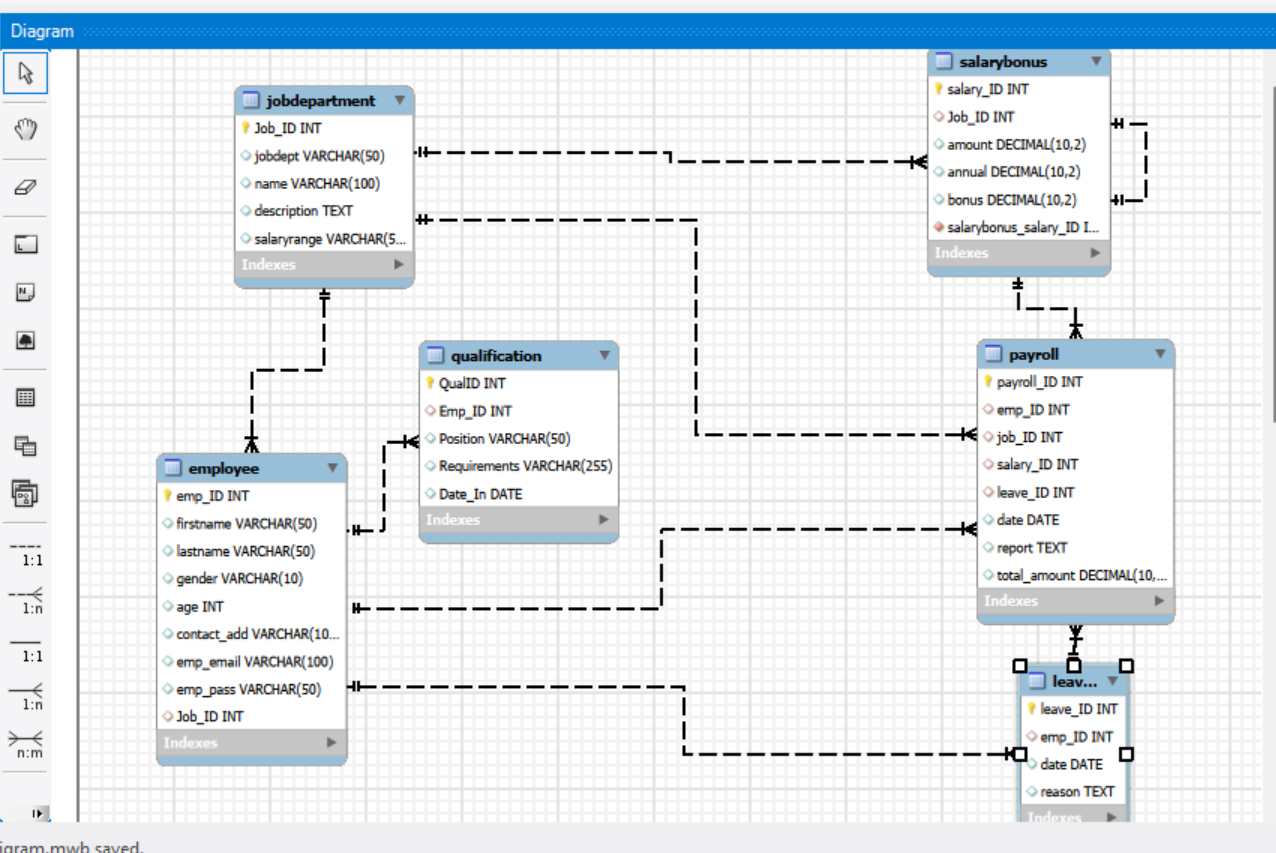 Diagram
jobdepartment
Job_ID INT
jobdept VARCHAR(50)
name VARCHAR(100)
description TEXT
salaryrange VARCHAR(5...
Indexes
salarybonus
salary_ID INT
Job_ID INT
amount DECIMAL(10,2)
annual DECIMAL(10,2)
bonus DECIMAL(10,2)
salarybonus_salary_ID I...
Indexes
qualification
QualID INT
Emp_ID INT
Position VARCHAR(50)
Requirements VARCHAR(255)
Date_In DATE
Indexes
payroll
payroll_ID INT
emp_ID INT
job_ID INT
salary_ID INT
leave_ID INT
date DATE
report TEXT
total_amount DECIMAL(10,...
Indexes
employee
emp_ID INT
firstname VARCHAR(50)
lastname VARCHAR(50)
gender VARCHAR(10)
age INT
contact_add VARCHAR(10...
emp_email VARCHAR(100)
emp_pass VARCHAR(50)
Job_ID INT
Indexes
leav...
leave_ID INT
emp_ID INT
date DATE
reason TEXT
Indexes
1:1
1:n
1:1
1:n
n:m
igram.mwb saved.